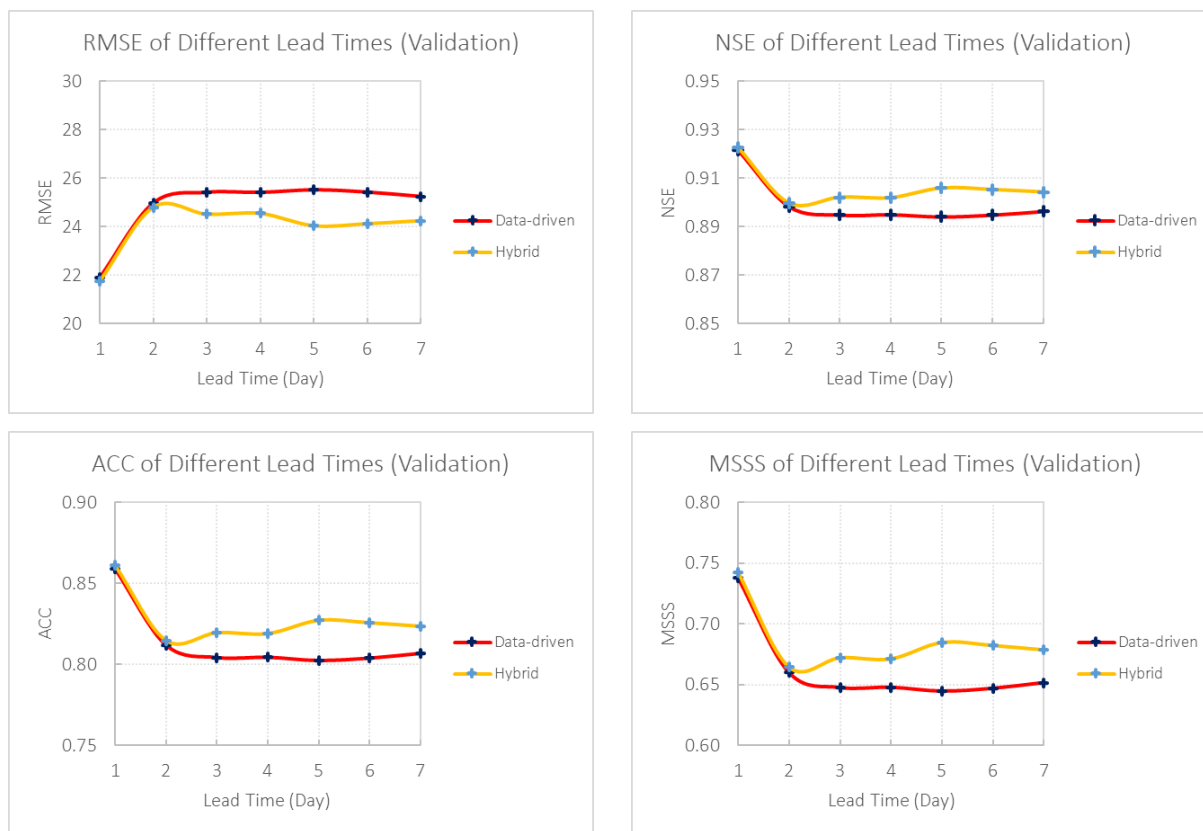 RMSE of Different Lead Times (Validation)
30
28
26
24
22
20
RMSE
1 2 3 4 5 6 7
Lead Time (Day)
Data-driven
Hybrid
NSE of Different Lead Times (Validation)
0.95
0.93
0.91
0.89
0.87
0.85
NSE
1 2 3 4 5 6 7
Lead Time (Day)
Data-driven
Hybrid
ACC of Different Lead Times (Validation)
0.90
0.85
0.80
0.75
ACC
1 2 3 4 5 6 7
Lead Time (Day)
Data-driven
Hybrid
MSSS of Different Lead Times (Validation)
0.80
0.75
0.70
0.65
0.60
MSSS
1 2 3 4 5 6 7
Lead Time (Day)
Data-driven
Hybrid